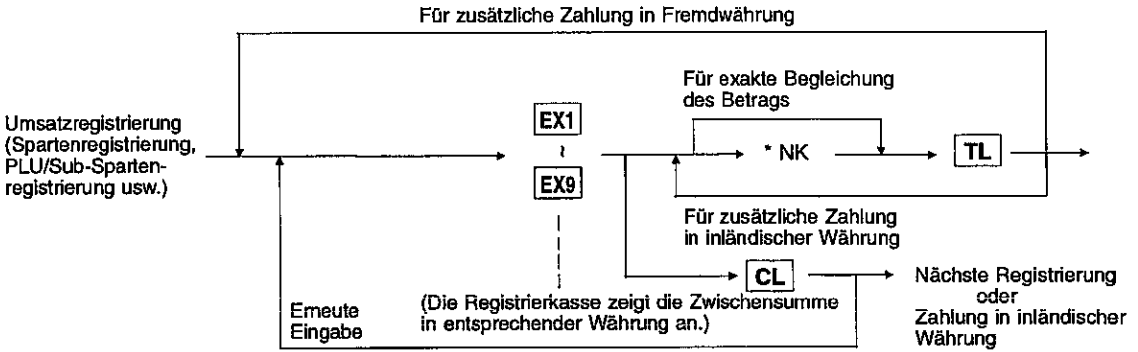 Für zusätzliche Zahlung in Fremdwährung
Umsatzregistrierung
(Spartenregistrierung,
PLU/Sub-Sparten-
registrierung usw.)
EX1
~
EX9
Für exakte Begleichung
des Betrags
* NK
TL
Für zusätzliche Zahlung
in inländischer Währung
CL
Nächste Registrierung
oder
Zahlung in inländischer
Währung
(Die Registrierkasse zeigt die Zwischensumme
in entsprechender Währung an.)
Erneute
Eingabe